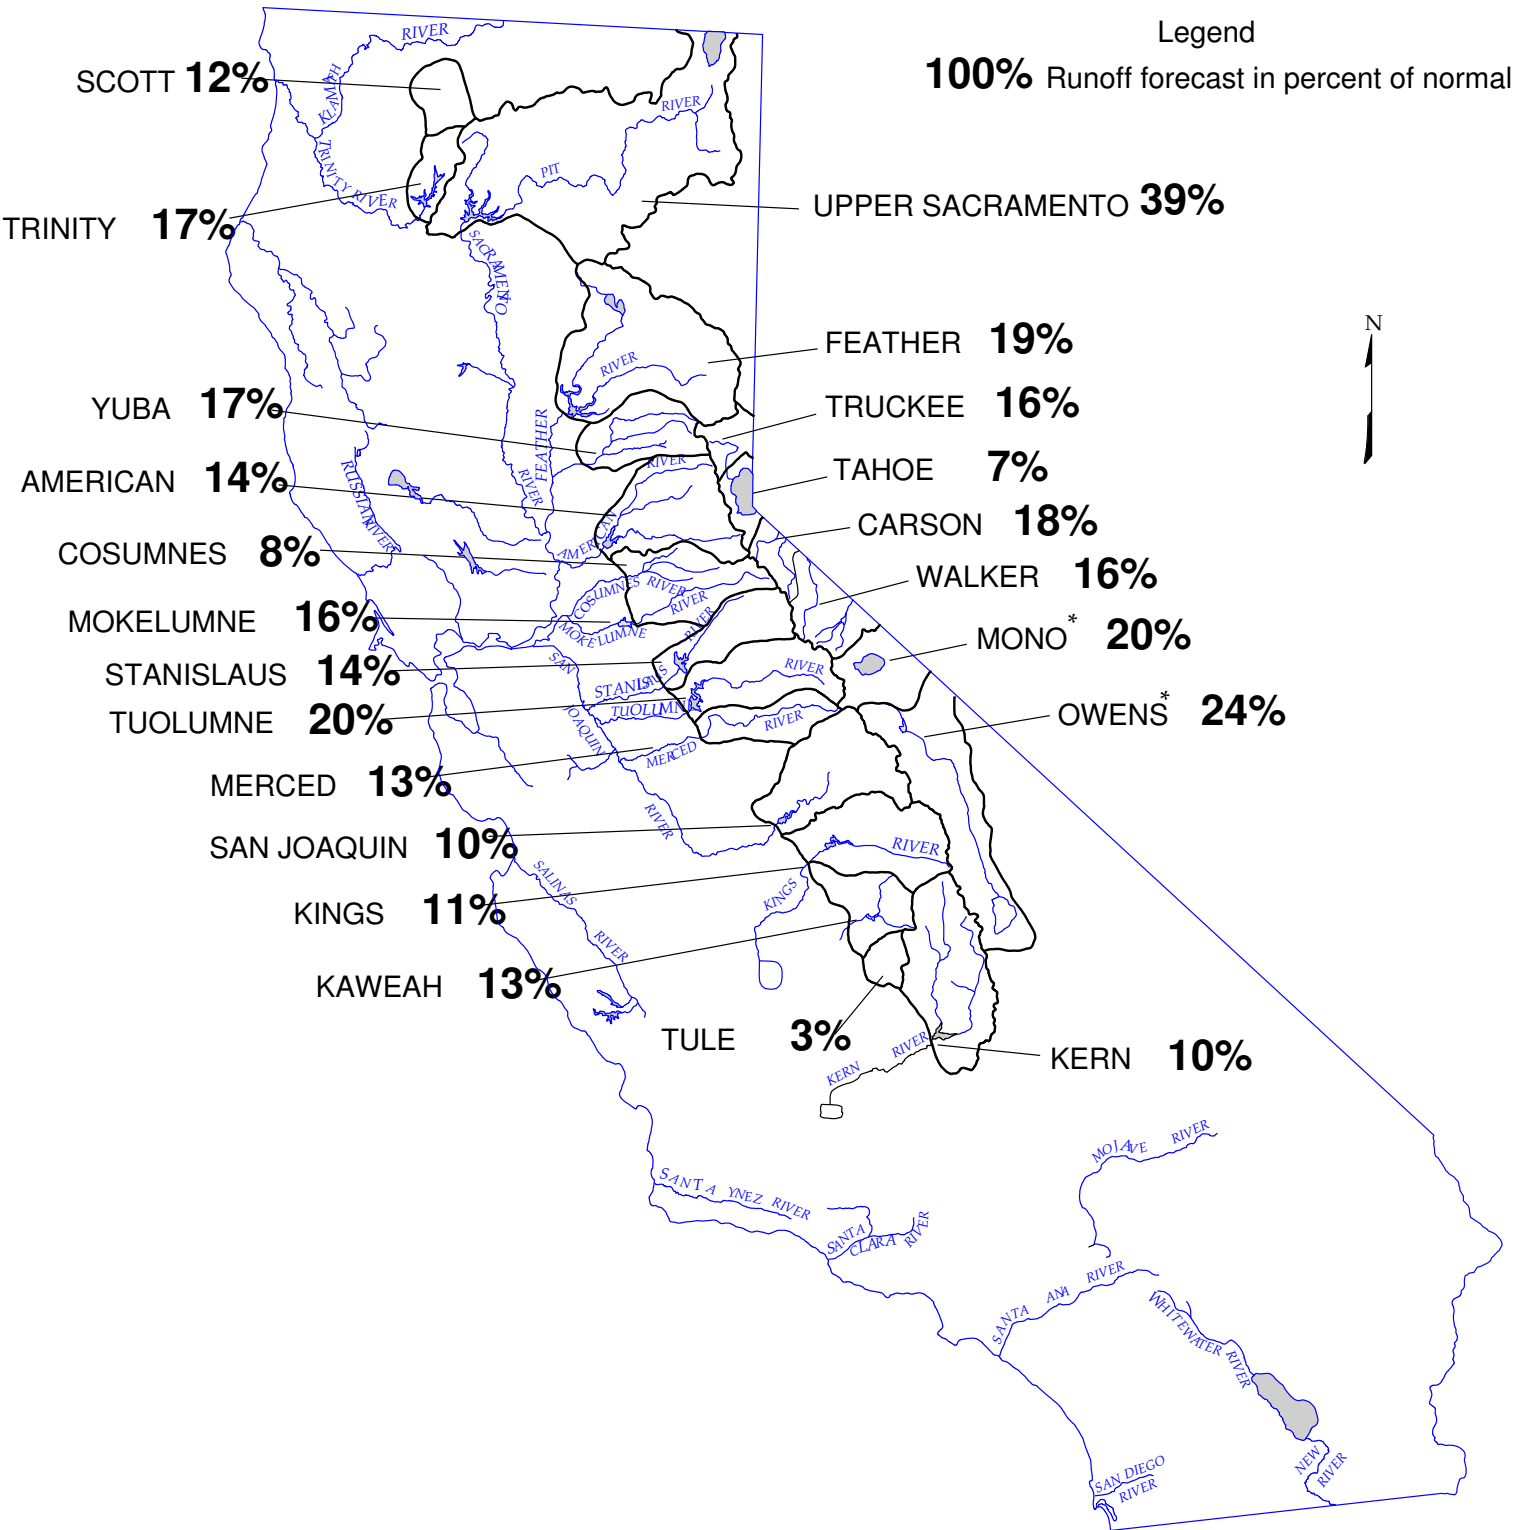 Legend
100% Runoff forecast in percent of normal
N
SCOTT 12%
TRINITY 17%
UPPER SACRAMENTO 39%
FEATHER 19%
YUBA 17%
TRUCKEE 16%
AMERICAN 14%
TAHOE 7%
CARSON 18%
COSUMNES 8%
WALKER 16%
MOKELUMNE 16%
MONO* 20%
STANISLAUS 14%
TUOLUMNE 20%
OWENS* 24%
MERCED 13%
SAN JOAQUIN 10%
KINGS 11%
KAWEAH 13%
TULE 3%
KERN 10%
KLAMATH RIVER
TRINITY RIVER
PIT RIVER
SACRAMENTO
RIVER
FEATHER
RIVER
RUSSIAN RIVER
AMERICAN
RIVER
COSUMNES RIVER
MOKELUMNE
RIVER
STANISLAUS
RIVER
TUOLUMNE
RIVER
MERCED
RIVER
SAN
JOAQUIN
RIVER
KINGS
RIVER
SALINAS
RIVER
KERN RIVER
SANTA YNEZ RIVER
SANTA
CLARA
RIVER
MOJAVE RIVER
SANTA ANA RIVER
WHITEWATER RIVER
NEW
RIVER
SAN DIEGO
RIVER